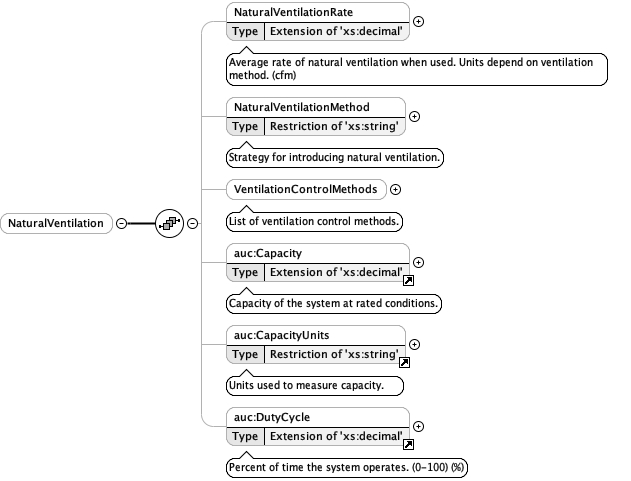 NaturalVentilationRate
Type Extension of 'xs:decimal'
Average rate of natural ventilation when used. Units depend on ventilation
method. (cfm)
NaturalVentilationMethod
Type Restriction of 'xs:string'
Strategy for introducing natural ventilation.
VentilationControlMethods
List of ventilation control methods.
NaturalVentilation
auc:Capacity
Type Extension of 'xs:decimal'
Capacity of the system at rated conditions.
auc:CapacityUnits
Type Restriction of 'xs:string'
Units used to measure capacity.
auc:DutyCycle
Type Extension of 'xs:decimal'
Percent of time the system operates. (0-100) (%)